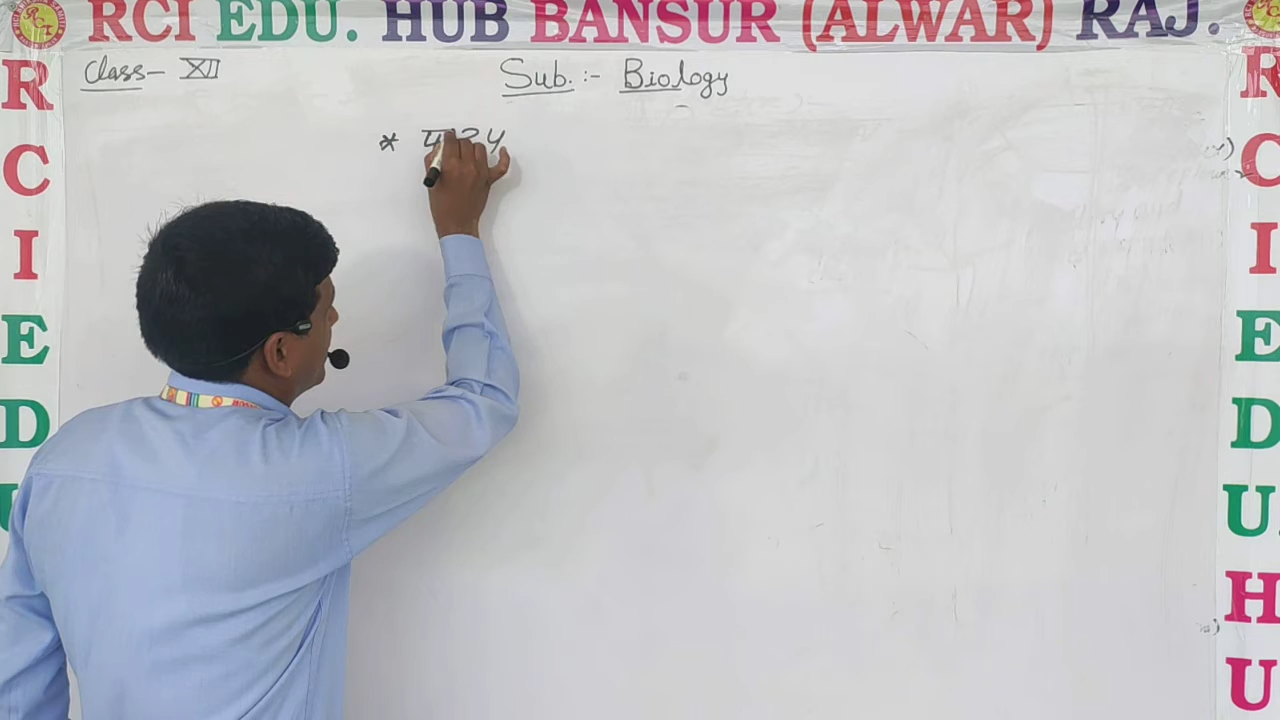 RCI EDU. HUB BANSUR (ALWAR) RAJ.
Class- XII
Sub. :- Biology
*
R
C
I
E
D
U
R
C
I
E
D
U.
H
U